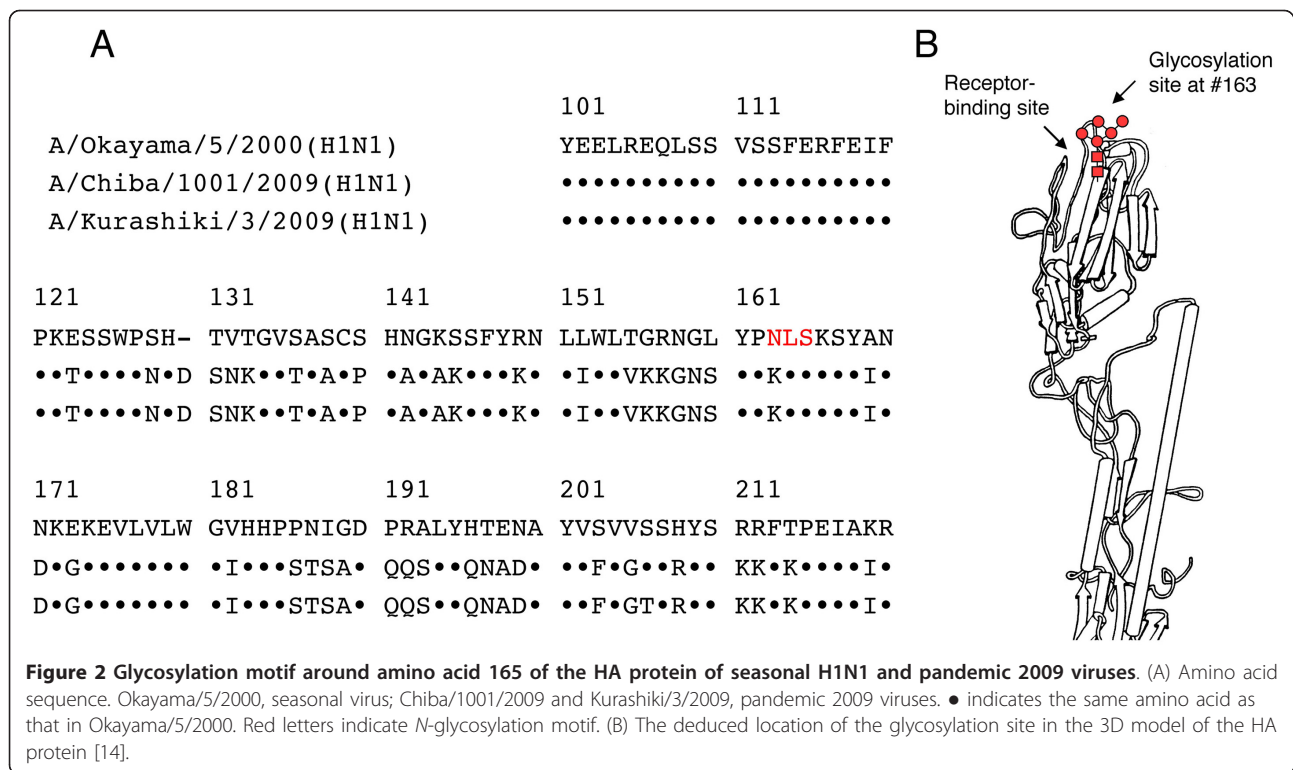 A
B
Receptor-
binding site
Glycosylation
site at #163
101 111
A/Okayama/5/2000(H1N1) YEELREQLSS VSSFERFEIF
A/Chiba/1001/2009(H1N1) •••••••••• ••••••••••
A/Kurashiki/3/2009(H1N1) •••••••••• ••••••••••
121 131 141 151 161
PKESSWPSH- TVTGVSASCS HNGKSSFYRN LLWLTGRNGL YPNLSKSYAN
••T••••N•D SNK••T•A•P •A•AK•••K• •I••VKKGNS ••K•••••I•
••T••••N•D SNK••T•A•P •A•AK•••K• •I••VKKGNS ••K•••••I•
171 181 191 201 211
NKEKEVLVLW GVHHPPNIGD PRALYHTENA YVSVVSSHYS RRFTPEIAKR
D•G••••••• •I•••STSA• QQS••QNAD• ••F•G••R•• KK•K••••I•
D•G••••••• •I•••STSA• QQS••QNAD• ••F•GT•R•• KK•K••••I•
Figure 2 Glycosylation motif around amino acid 165 of the HA protein of seasonal H1N1 and pandemic 2009 viruses. (A) Amino acid
sequence. Okayama/5/2000, seasonal virus; Chiba/1001/2009 and Kurashiki/3/2009, pandemic 2009 viruses. ● indicates the same amino acid as
that in Okayama/5/2000. Red letters indicate N-glycosylation motif. (B) The deduced location of the glycosylation site in the 3D model of the HA
protein [14].